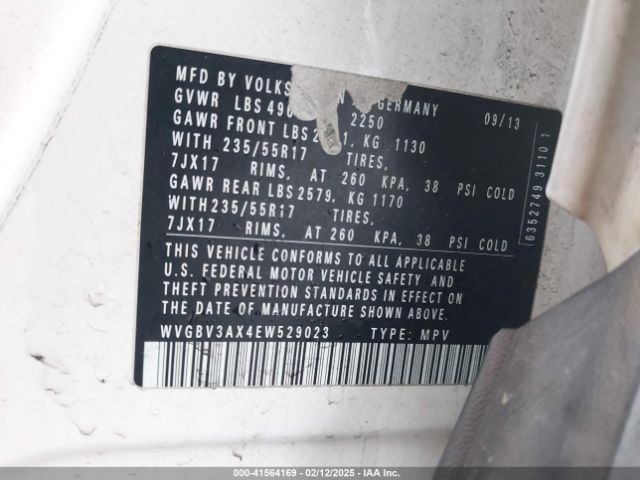 MFD BY GERMANY 09/13
GVWR LBS 2250
GAWR FRONT LBS KG 1130
WITH 235/55R17 TIRES,
7JX17 RIMS, AT 260 KPA, 38 PSI COLD
GAWR REAR LBS 2579, KG 1170
WITH 235/55R17 TIRES,
7JX17 RIMS, AT 260 KPA, 38 PSI COLD
THIS VEHICLE CONFORMS TO ALL APPLICABLE
U.S. FEDERAL MOTOR VEHICLE SAFETY AND
THEFT PREVENTION STANDARDS IN EFFECT ON
THE DATE OF MANUFACTURE SHOWN ABOVE.
WVGBV3AX4EW529023 TYPE: MPV
6352749 3110 1
000-41564169 - 02/12/2025 - IAA Inc.